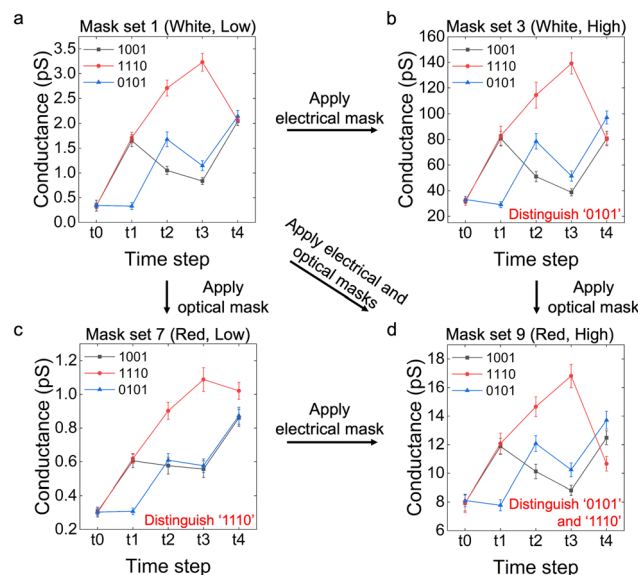 a
Mask set 1 (White, Low)
3.5
3.0
2.5
2.0
1.5
1.0
0.5
0.0
Conductance (pS)
1001
1110
0101
t0 t1 t2 t3 t4
Time step
Apply
electrical mask
b
Mask set 3 (White, High)
160
140
120
100
80
60
40
20
Conductance (pS)
1001
1110
0101
Distinguish '0101'
t0 t1 t2 t3 t4
Time step
Apply
optical mask
Apply electrical and
optical masks
Apply
optical mask
c
Mask set 7 (Red, Low)
1.2
1.0
0.8
0.6
0.4
0.2
Conductance (pS)
1001
1110
0101
Distinguish '1110'
t0 t1 t2 t3 t4
Time step
Apply
electrical mask
d
Mask set 9 (Red, High)
18
16
14
12
10
8
6
Conductance (pS)
1001
1110
0101
Distinguish '0101'
and '1110'
t0 t1 t2 t3 t4
Time step